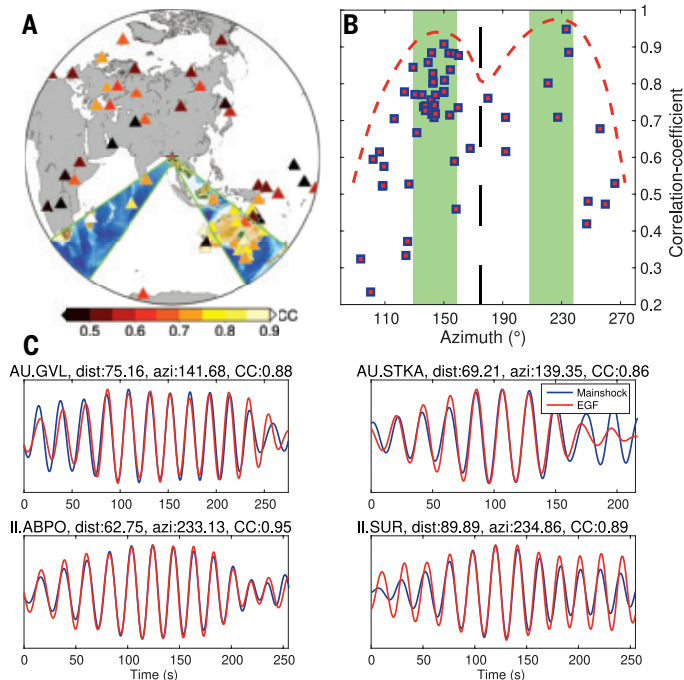 A
CC
0.5 0.6 0.7 0.8 0.9
B
Correlation-coefficient
1
0.9
0.8
0.7
0.6
0.5
0.4
0.3
0.2
110 150 190 230 270
Azimuth (°)
C
AU.GVL, dist:75.16, azi:141.68, CC:0.88
0 50 100 150 200 250
AU.STKA, dist:69.21, azi:139.35, CC:0.86
Mainshock
EGF
0 50 100 150 200
II.ABPO, dist:62.75, azi:233.13, CC:0.95
0 50 100 150 200 250
Time (s)
II.SUR, dist:89.89, azi:234.86, CC:0.89
0 50 100 150 200 250
Time (s)